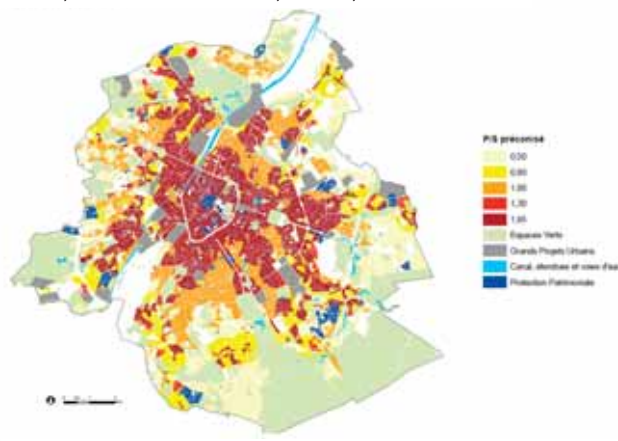 P/S préconisé
0,50
0,80
1,00
1,30
1,65
Espaces Verts
Grands Projets Urbains
Canal, étendues et voies d'eau
Protection Patrimoniale